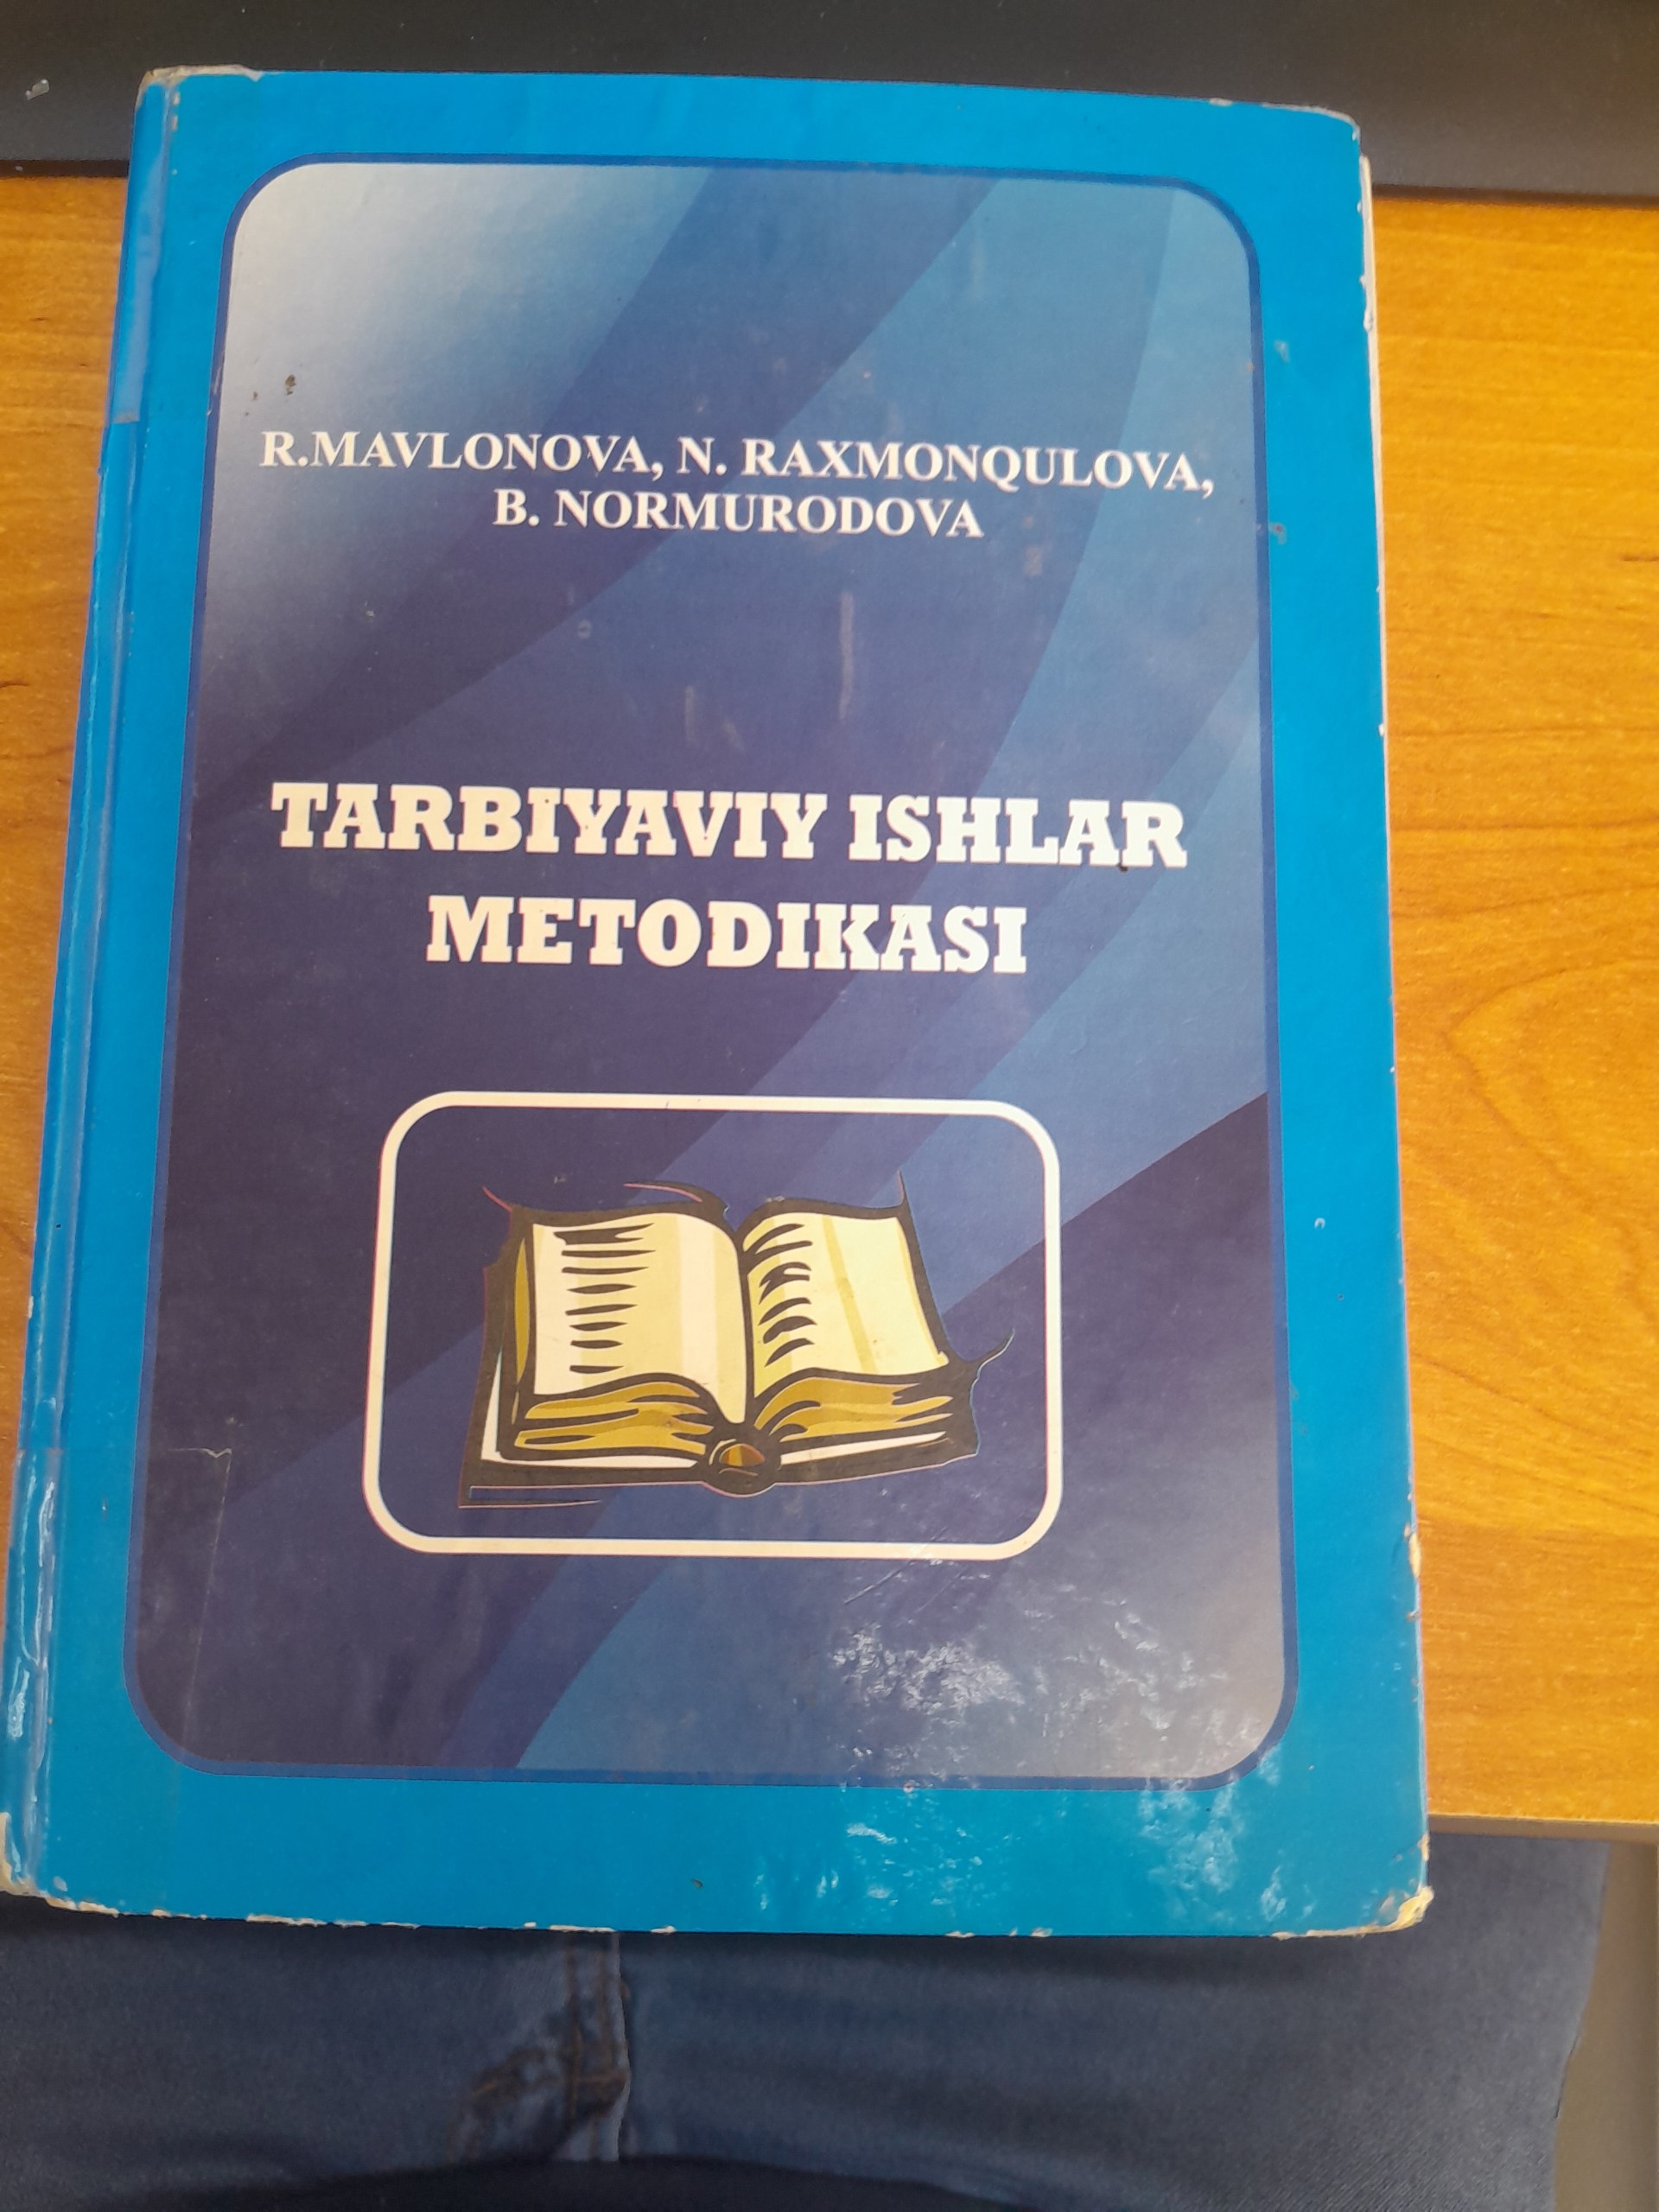 R.MAVLONOVA, N. RAXMONQULOVA,
B. NORMURODOVA
TARBIYAVIY ISHLAR
METODIKASI